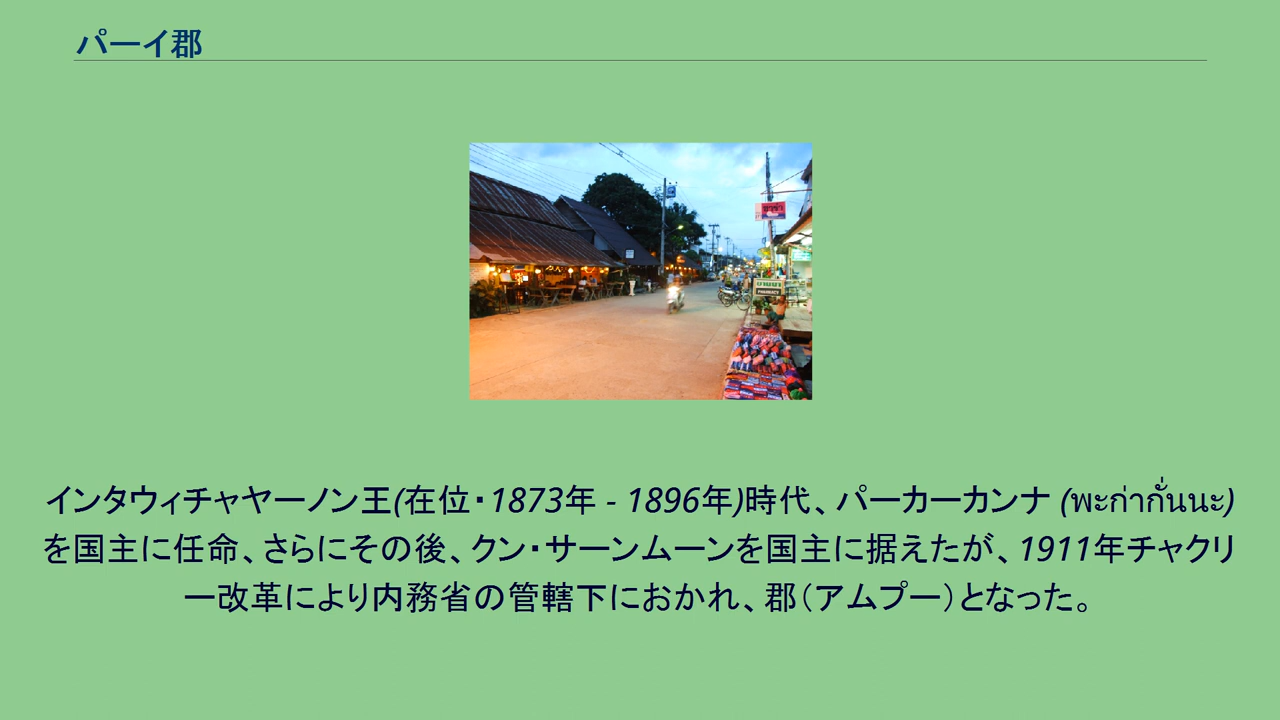 パーイ郡
PHARMACY
インタウィチャヤーノン王(在位・1873年 - 1896年)時代、パーカーカンナ (พะก่ากั่นนะ)
を国主に任命、さらにその後、クン・サーンムーンを国主に据えたが、1911年チャクリ
ー改革により内務省の管轄下におかれ、郡（アムプー）となった。